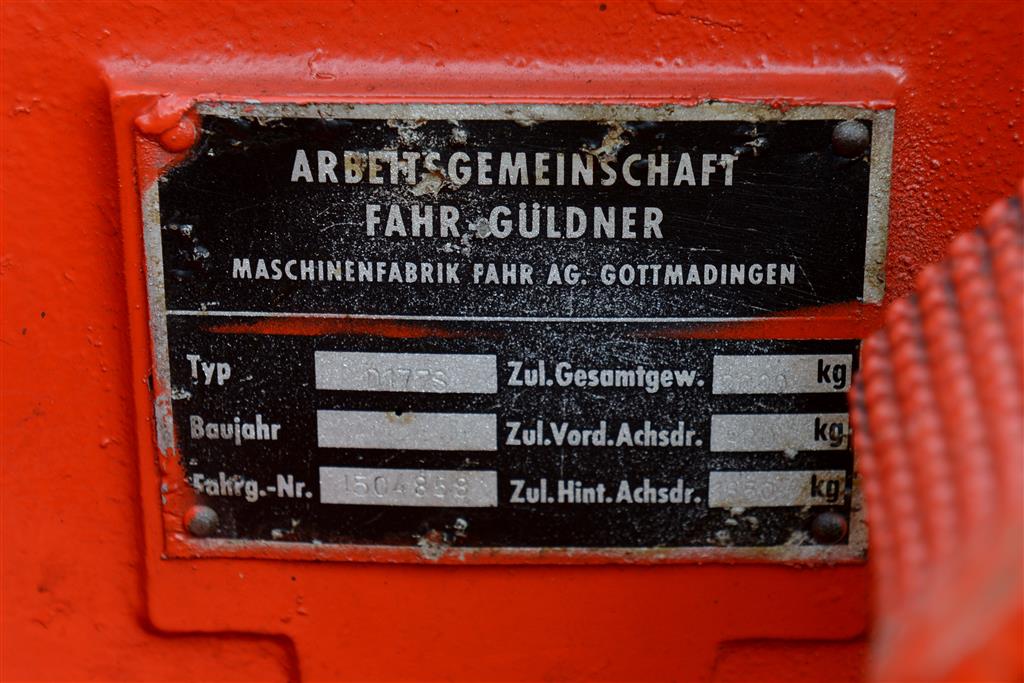 ARBEITSGEMEINSCHAFT
FAHR-GÜLDNER
MASCHINENFABRIK FAHR AG. GOTTMADINGEN
Typ D177S Zul.Gesamtgew. kg
Baujahr Zul.Vord.Achsdr. kg
Fahrg.-Nr. Zul.Hint.Achsdr. kg